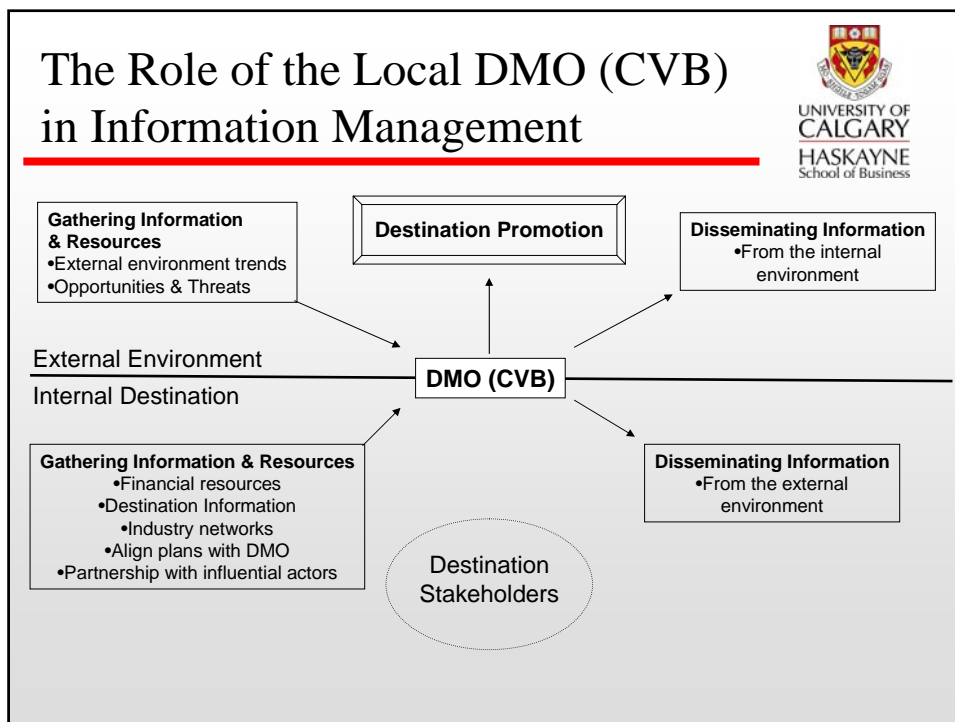 The Role of the Local DMO (CVB)
in Information Management
UNIVERSITY OF
CALGARY
HASKAYNE
School of Business
Gathering Information
& Resources
•External environment trends
•Opportunities & Threats
Destination Promotion
Disseminating Information
•From the internal
environment
External Environment
DMO (CVB)
Internal Destination
Gathering Information & Resources
•Financial resources
•Destination Information
•Industry networks
•Align plans with DMO
•Partnership with influential actors
Disseminating Information
•From the external
environment
Destination
Stakeholders